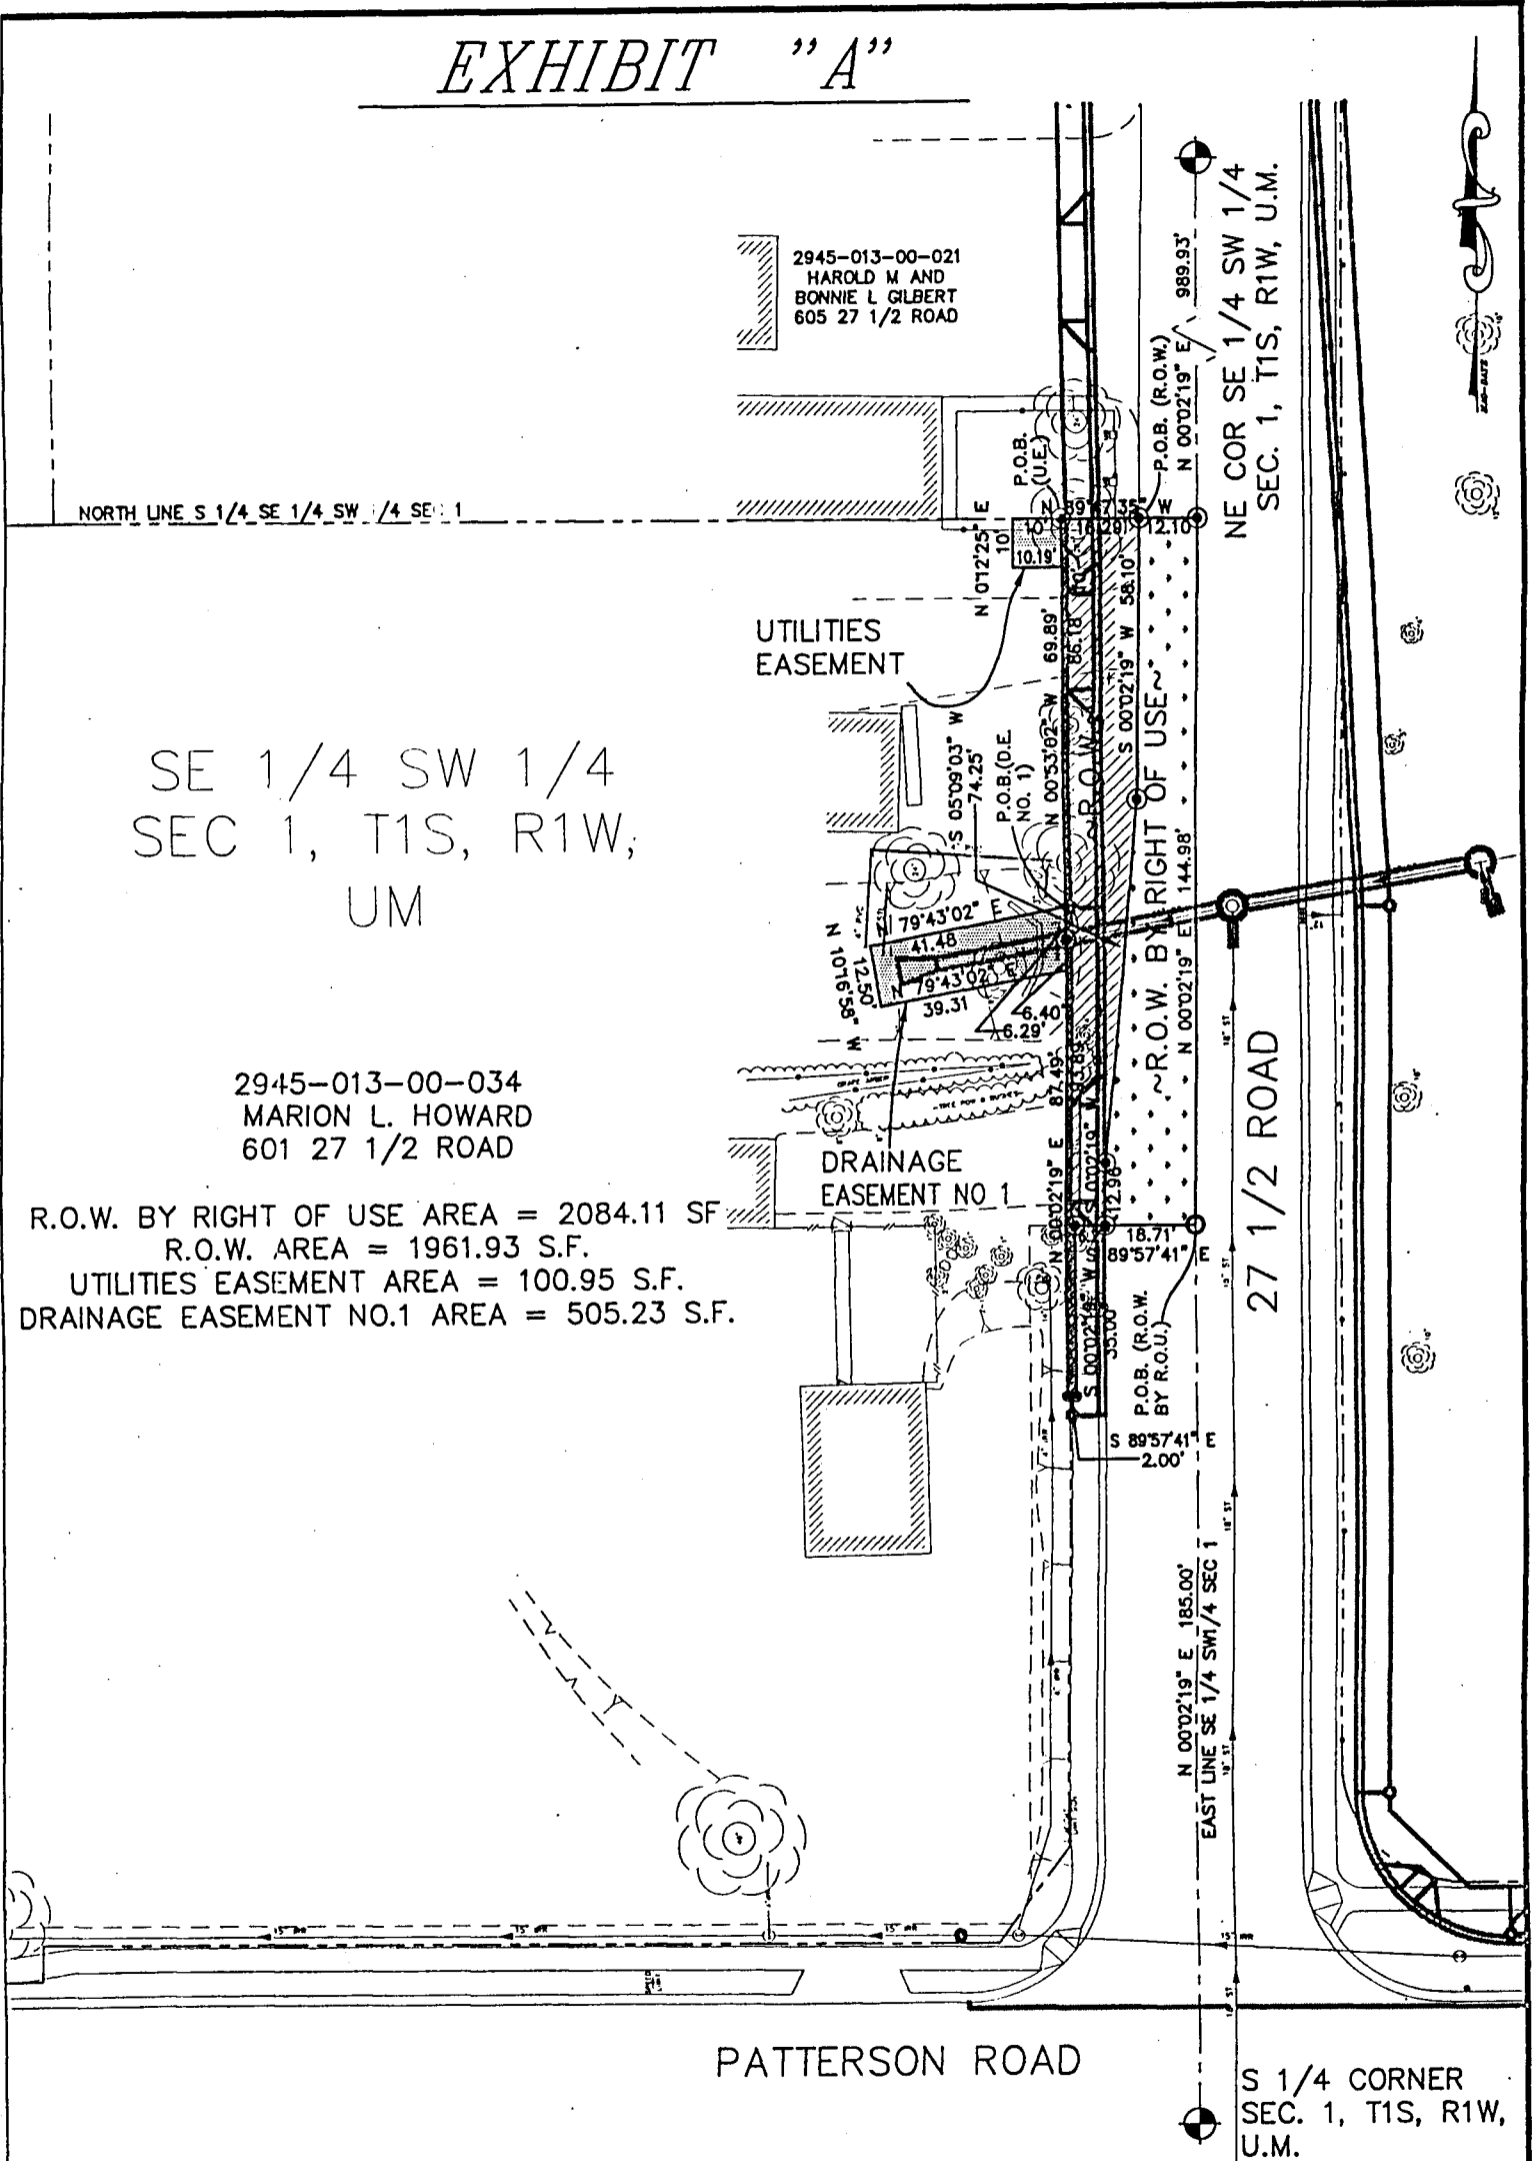 EXHIBIT "A"
2945-013-00-021
HAROLD M AND
BONNIE L GILBERT
605 27 1/2 ROAD
989.93'
N 00°02'19" E
NE COR SE 1/4 SW 1/4
SEC. 1, T1S, R1W, U.M.
P.O.B. (R.O.W.)
P.O.B.
(U.E.)
NORTH LINE S 1/4 SE 1/4 SW 1/4 SEC 1
12.10
10'
10.19'
N 0°12'25" E
10'
UTILITIES
EASEMENT
N 00°53'02" W 69.89'
86.18'
S 00°02'19" W 58.10'
~R.O.W. BY RIGHT OF USE~
N 00°02'19" E 144.98'
S 05°09'03" W
74.25'
P.O.B.(D.E.
NO. 1)
SE 1/4 SW 1/4
SEC 1, T1S, R1W,
UM
N 79°43'02" E
41.48
N 79°43'02" E
39.31
12.50'
N 10°16'58" W
6.40'
6.29'
2945-013-00-034
MARION L. HOWARD
601 27 1/2 ROAD
DRAINAGE
EASEMENT NO 1
N 00°02'19" E 87.49'
12.96
18.71'
89°57'41" E
R.O.W. BY RIGHT OF USE AREA = 2084.11 SF
R.O.W. AREA = 1961.93 S.F.
UTILITIES EASEMENT AREA = 100.95 S.F.
DRAINAGE EASEMENT NO.1 AREA = 505.23 S.F.
27 1/2 ROAD
35.00'
P.O.B. (R.O.W.
BY R.O.U.)
S 89°57'41" E
2.00'
N 00°02'19" E 185.00'
EAST LINE SE 1/4 SW1/4 SEC 1
PATTERSON ROAD
S 1/4 CORNER
SEC. 1, T1S, R1W,
U.M.